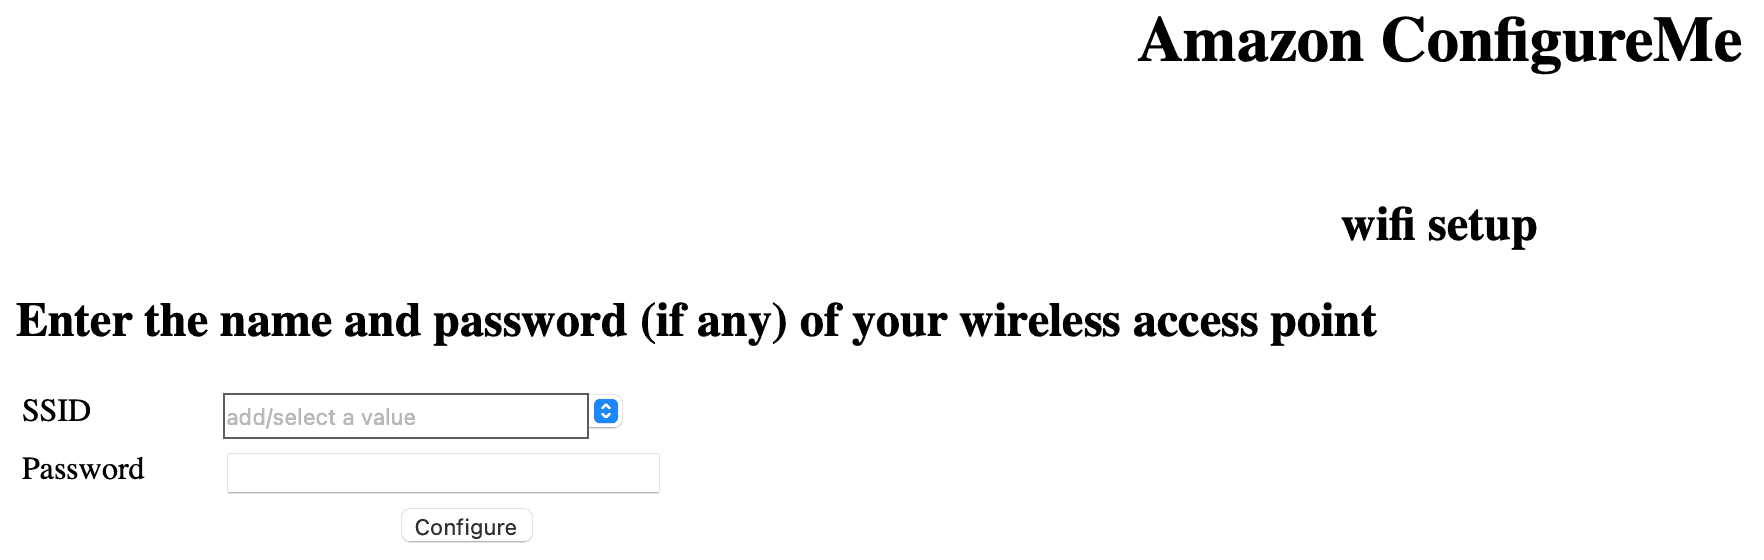 Amazon ConfigureMe
wifi setup
Enter the name and password (if any) of your wireless access point
SSID
add/select a value
Password
Configure